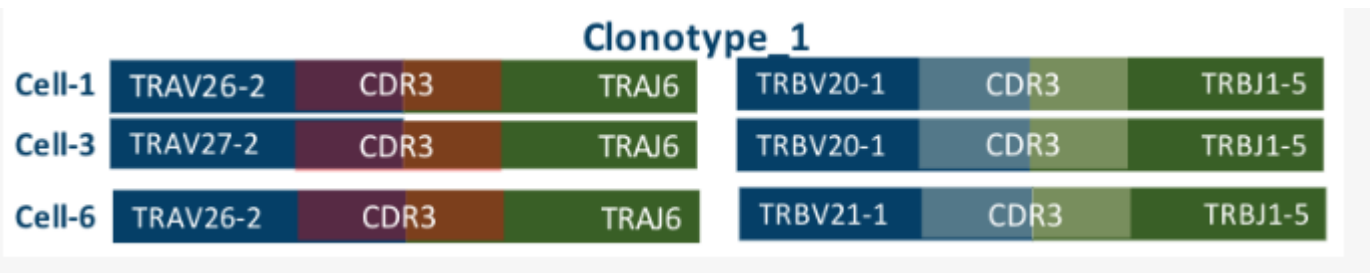 Clonotype_1
Cell-1 TRAV26-2 CDR3 TRAJ6 TRBV20-1 CDR3 TRBJ1-5
Cell-3 TRAV27-2 CDR3 TRAJ6 TRBV20-1 CDR3 TRBJ1-5
Cell-6 TRAV26-2 CDR3 TRAJ6 TRBV21-1 CDR3 TRBJ1-5